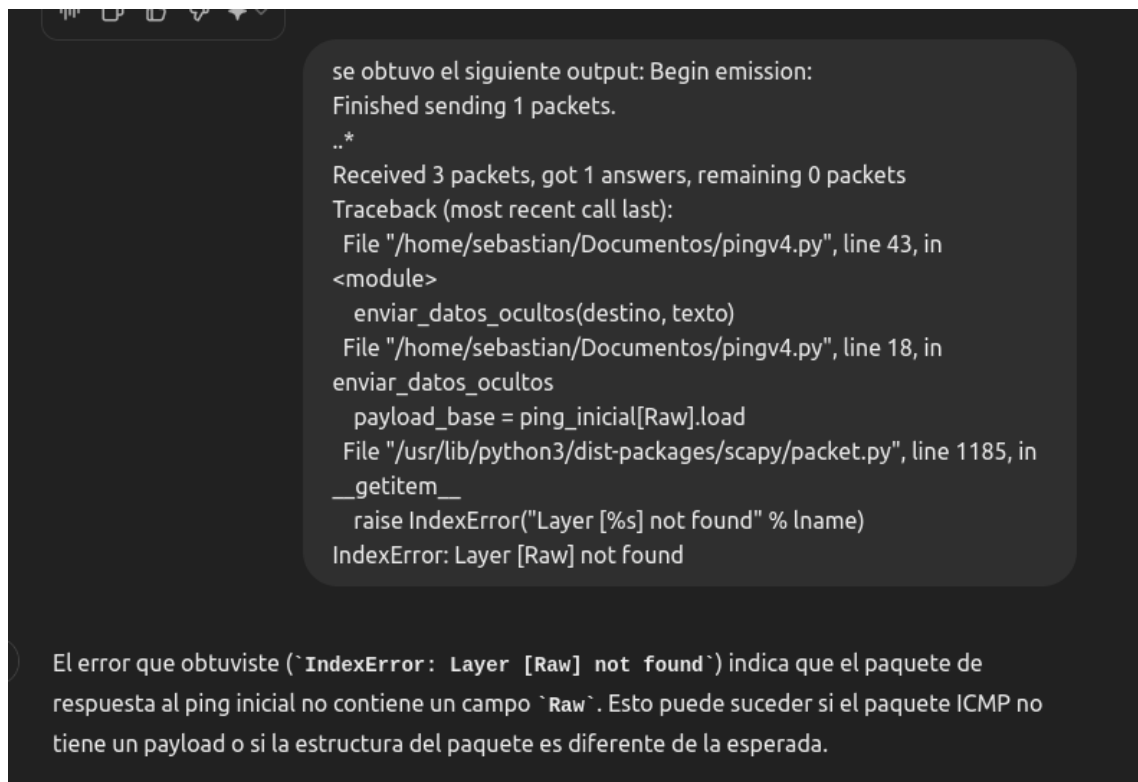 se obtuvo el siguiente output: Begin emission:
Finished sending 1 packets.
..*
Received 3 packets, got 1 answers, remaining 0 packets
Traceback (most recent call last):
File "/home/sebastian/Documentos/pingv4.py", line 43, in
<module>
enviar_datos_ocultos(destino, texto)
File "/home/sebastian/Documentos/pingv4.py", line 18, in
enviar_datos_ocultos
payload_base = ping_inicial[Raw].load
File "/usr/lib/python3/dist-packages/scapy/packet.py", line 1185, in
__getitem__
raise IndexError("Layer [%s] not found" % lname)
IndexError: Layer [Raw] not found
El error que obtuviste (`IndexError: Layer [Raw] not found`) indica que el paquete de
respuesta al ping inicial no contiene un campo `Raw`. Esto puede suceder si el paquete ICMP no
tiene un payload o si la estructura del paquete es diferente de la esperada.